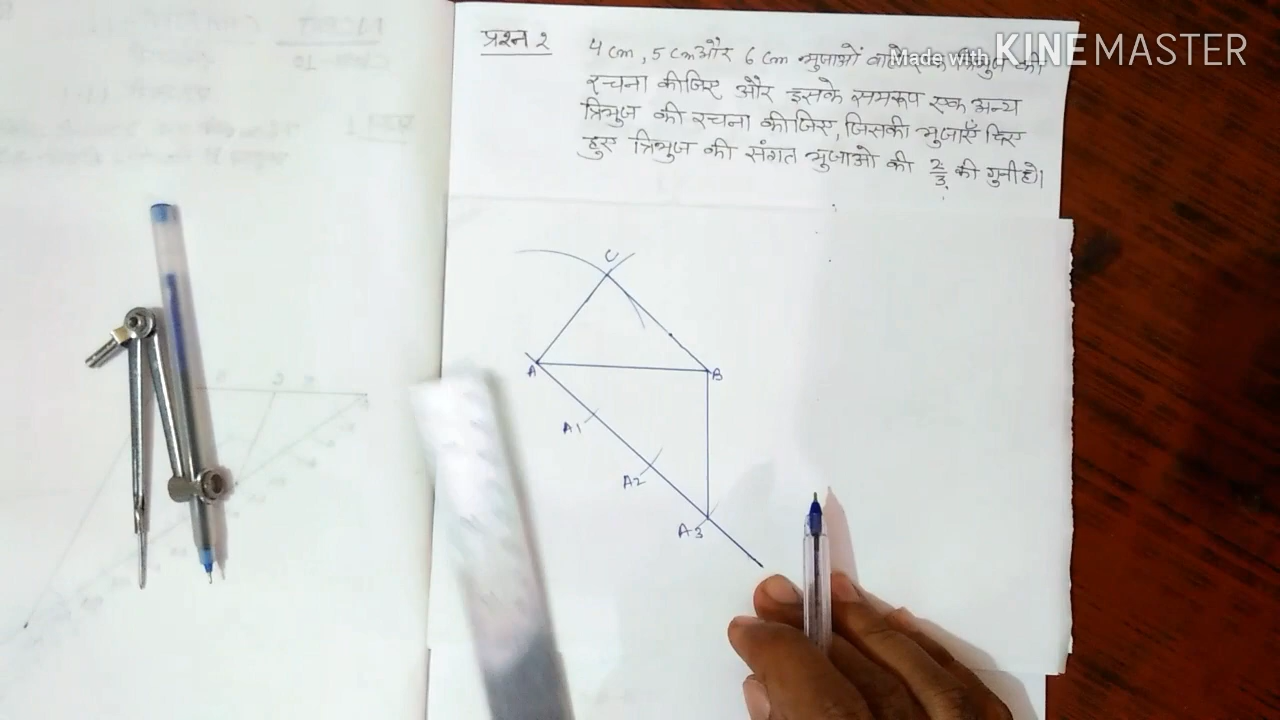 प्रश्न २
4 cm, 5 cm और 6 cm भुजाओं वाले त्रिभुज की
Made with KINEMASTER
रचना कीजिए और इसके समरूप एक अन्य
त्रिभुज की रचना कीजिए, जिसकी भुजाएँ दिए
हुए त्रिभुज की संगत भुजाओ की 2/3 की गुनी हो।
C
A
B
A1
A2
A3